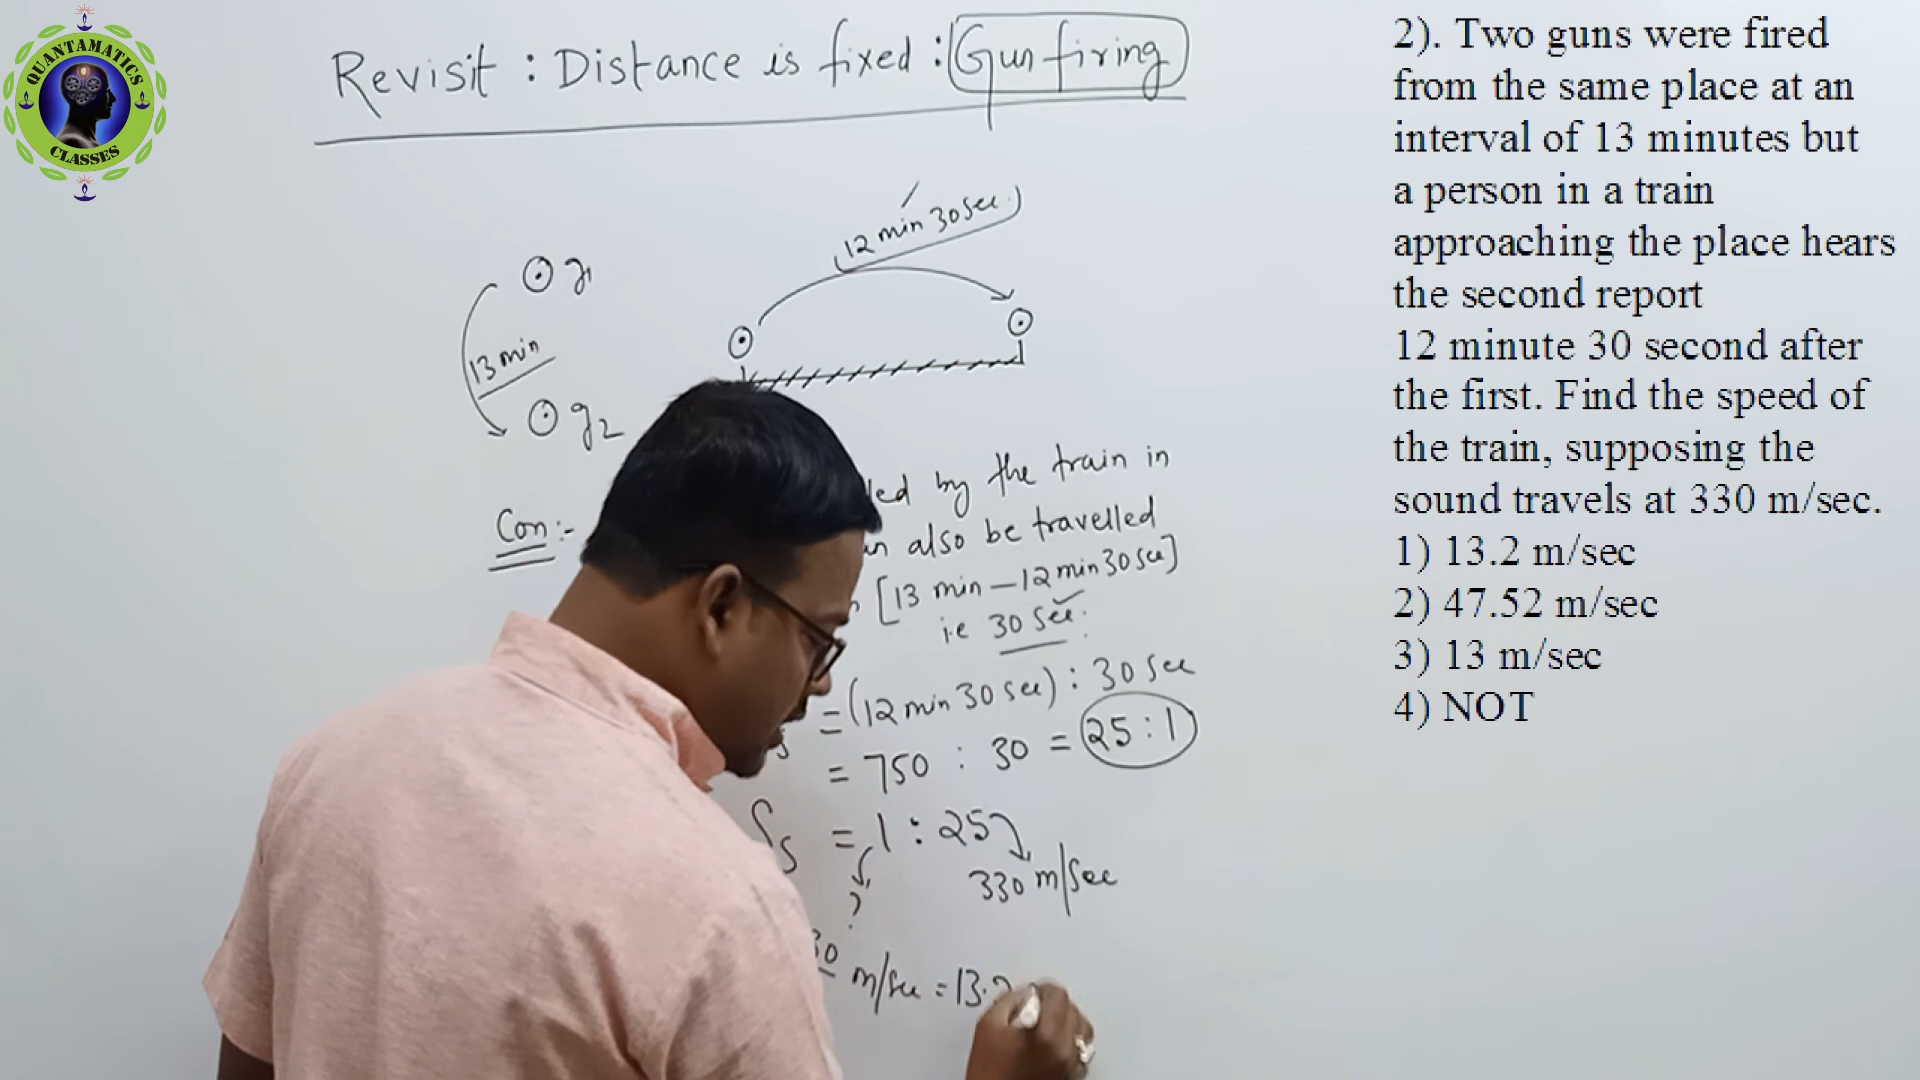 QUANTAMATICS
CLASSES
Revisit : Distance is fixed : Gun firing
12 min 30 sec
g1
13 min
g2
Con:-
by the train in
also be travelled
[13 min – 12 min 30 sec]
i.e 30 sec.
= (12 min 30 sec) : 30 sec
= 750 : 30 = 25 : 1
S = 1 : 25
?
330 m/sec
30 m/sec = 13.2
2). Two guns were fired
from the same place at an
interval of 13 minutes but
a person in a train
approaching the place hears
the second report
12 minute 30 second after
the first. Find the speed of
the train, supposing the
sound travels at 330 m/sec.
1) 13.2 m/sec
2) 47.52 m/sec
3) 13 m/sec
4) NOT